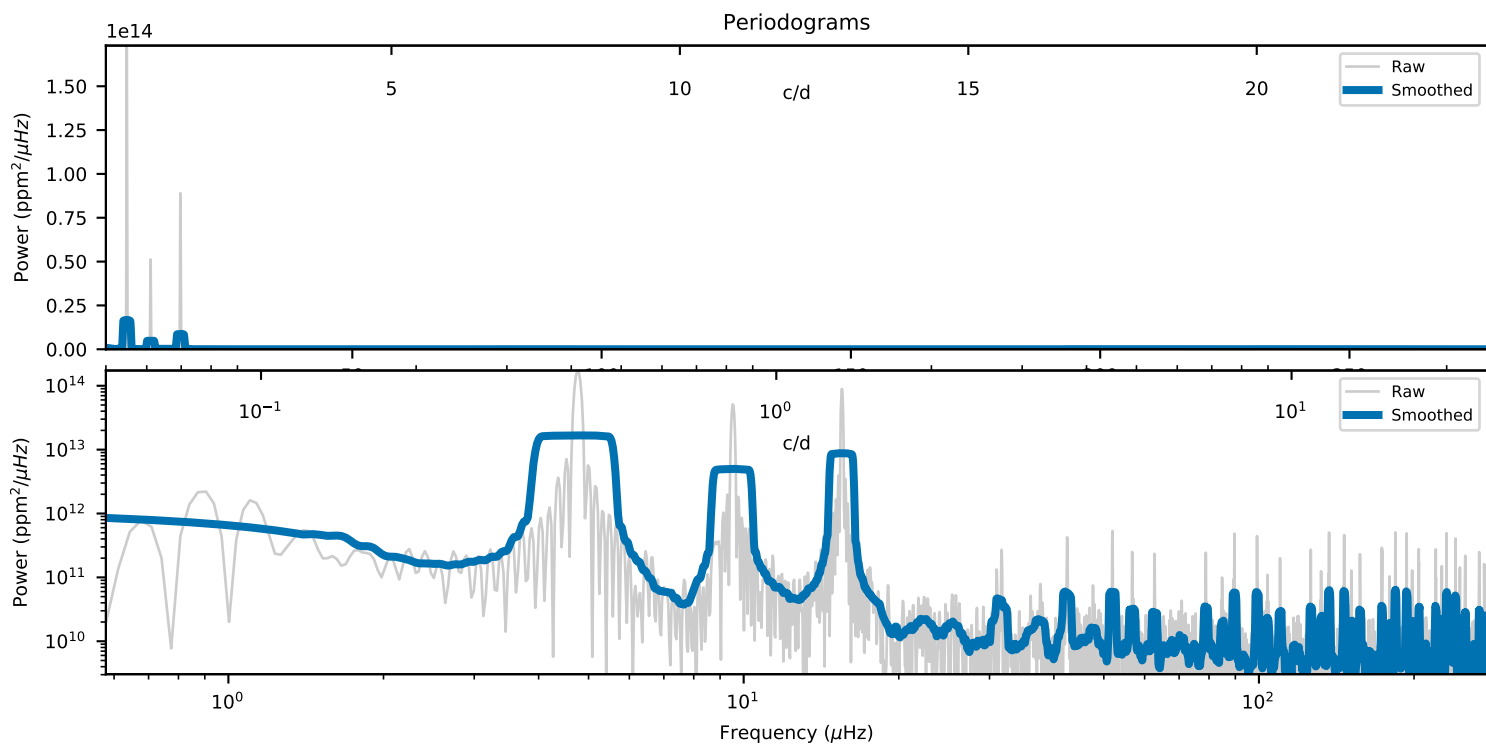 Periodograms
1e14
Power (ppm²/μHz)
1.50
1.25
1.00
0.75
0.50
0.25
0.00
5 10 15 20
c/d
Raw
Smoothed
Power (ppm²/μHz)
10¹⁴
10¹³
10¹²
10¹¹
10¹⁰
10⁻¹ 10⁰ 10¹
c/d
Raw
Smoothed
10⁰ 10¹ 10²
Frequency (μHz)